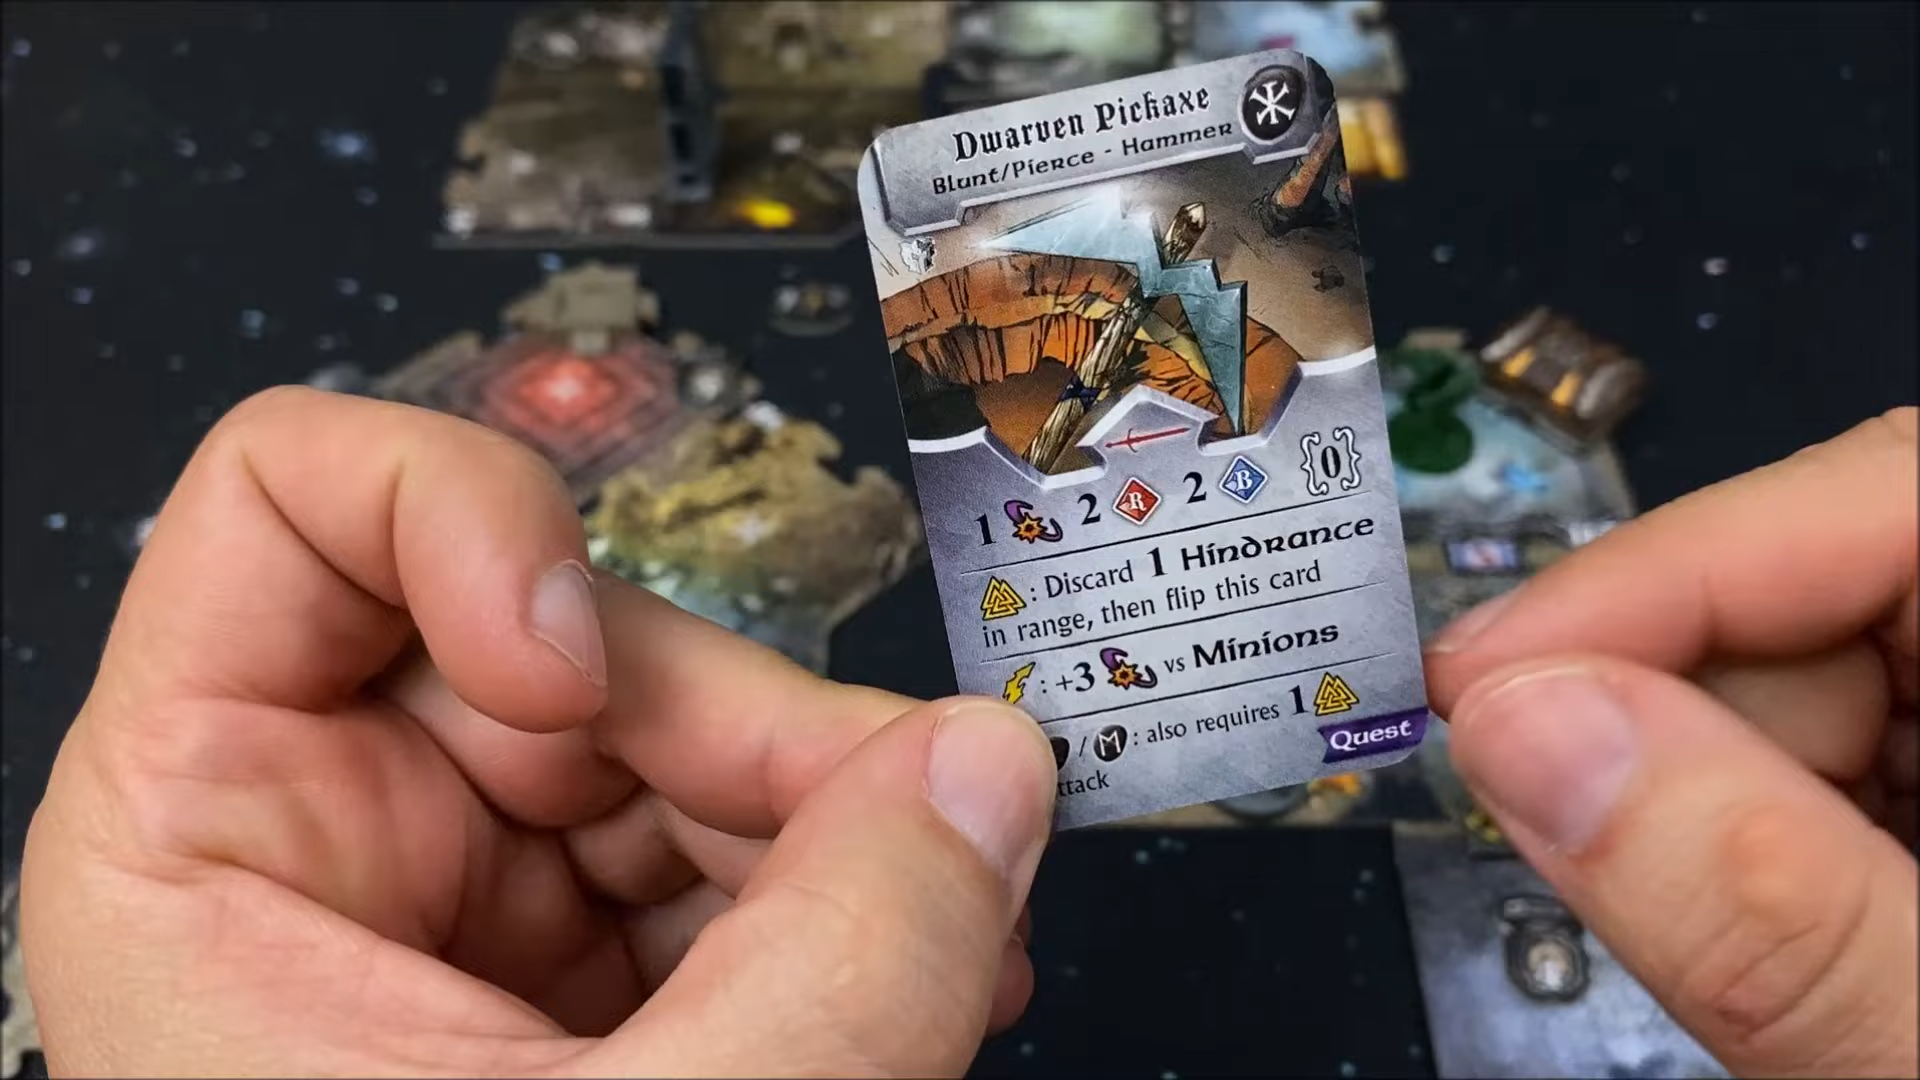 Dwarven Pickaxe
Blunt/Pierce - Hammer
1 2 R 2 B {0}
: Discard 1 Hindrance
in range, then flip this card
: +3 vs Minions
/ M : also requires 1
Quest
ttack